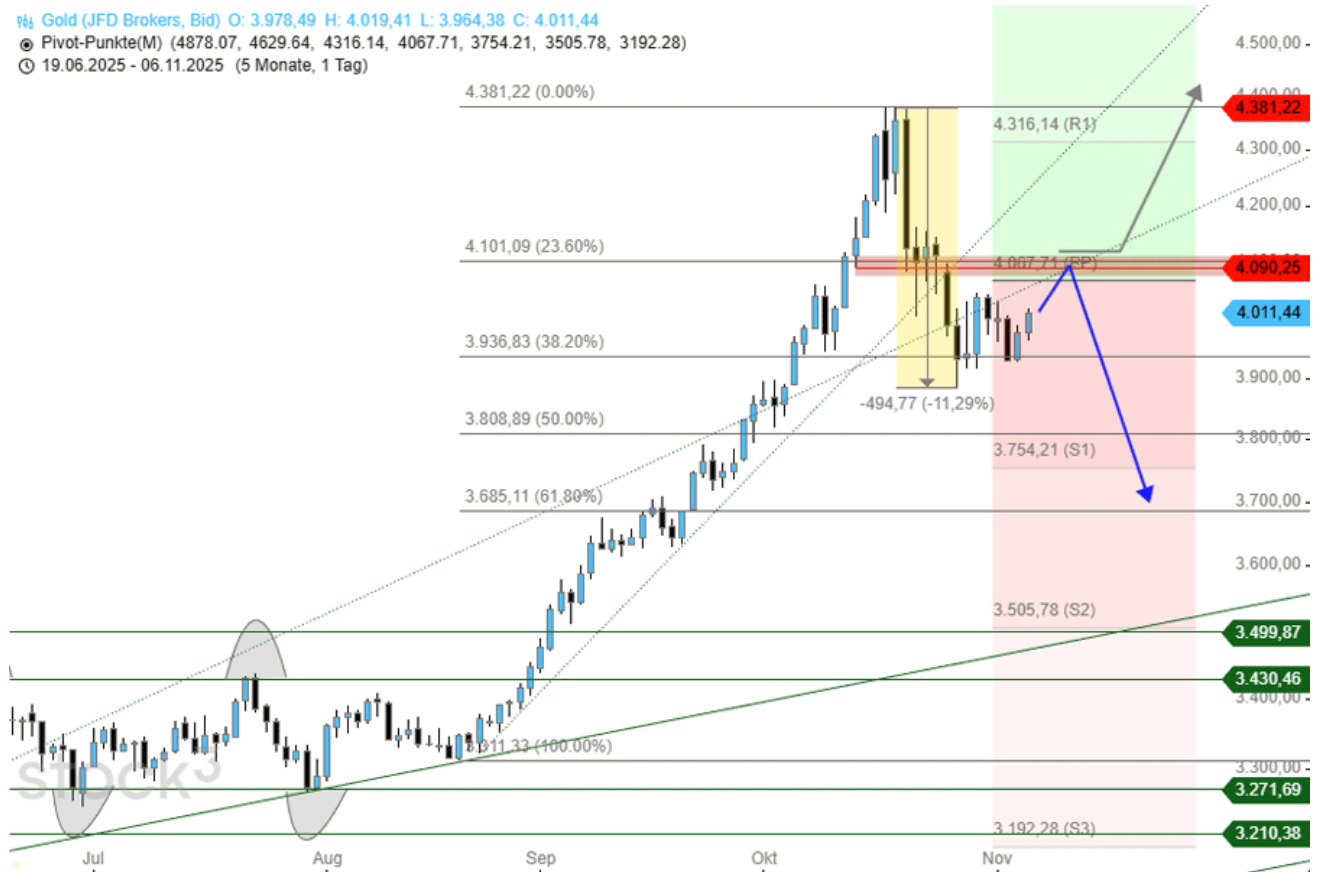 Gold (JFD Brokers, Bid) O: 3.978,49 H: 4.019,41 L: 3.964,38 C: 4.011,44
Pivot-Punkte(M) (4878.07, 4629.64, 4316.14, 4067.71, 3754.21, 3505.78, 3192.28)
19.06.2025 - 06.11.2025 (5 Monate, 1 Tag)
4.500,00
4.381,22 (0.00%)
4.400,00
4.381,22
4.316,14 (R1)
4.300,00
4.200,00
4.101,09 (23.60%)
4.067,71 (PP)
4.090,25
4.011,44
3.936,83 (38.20%)
3.900,00
-494,77 (-11,29%)
3.808,89 (50.00%)
3.800,00
3.754,21 (S1)
3.685,11 (61.80%)
3.700,00
3.600,00
3.505,78 (S2)
3.499,87
3.430,46
3.400,00
3.311,33 (100.00%)
STOCK3
3.300,00
3.271,69
3.192,28 (S3)
3.210,38
Jul Aug Sep Okt Nov